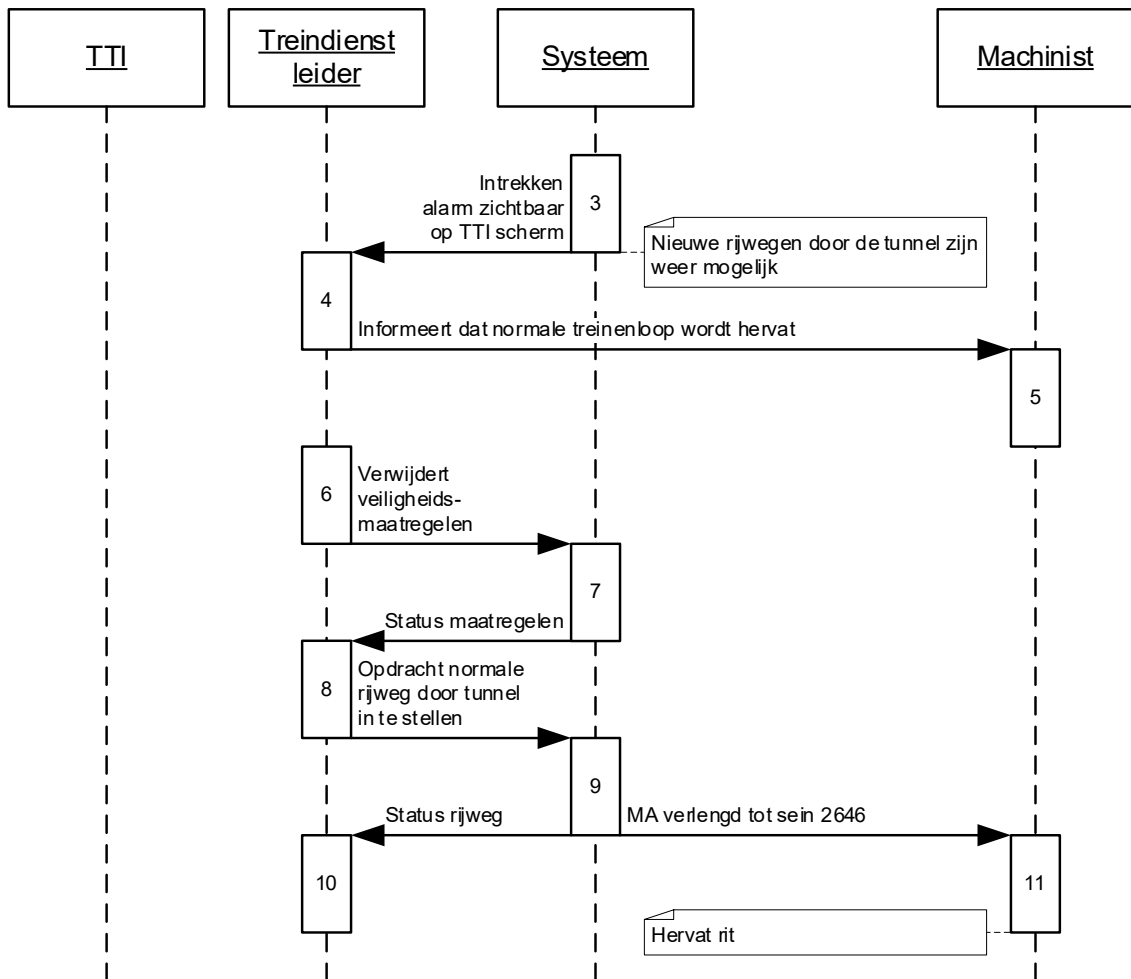 TTI
Treindienst
leider
Systeem
Machinist
3
Intrekken
alarm zichtbaar
op TTI scherm
Nieuwe rijwegen door de tunnel zijn
weer mogelijk
4
Informeert dat normale treinenloop wordt hervat
5
6
Verwijdert
veiligheids-
maatregelen
7
Status maatregelen
8
Opdracht normale
rijweg door tunnel
in te stellen
9
Status rijweg
MA verlengd tot sein 2646
10
11
Hervat rit